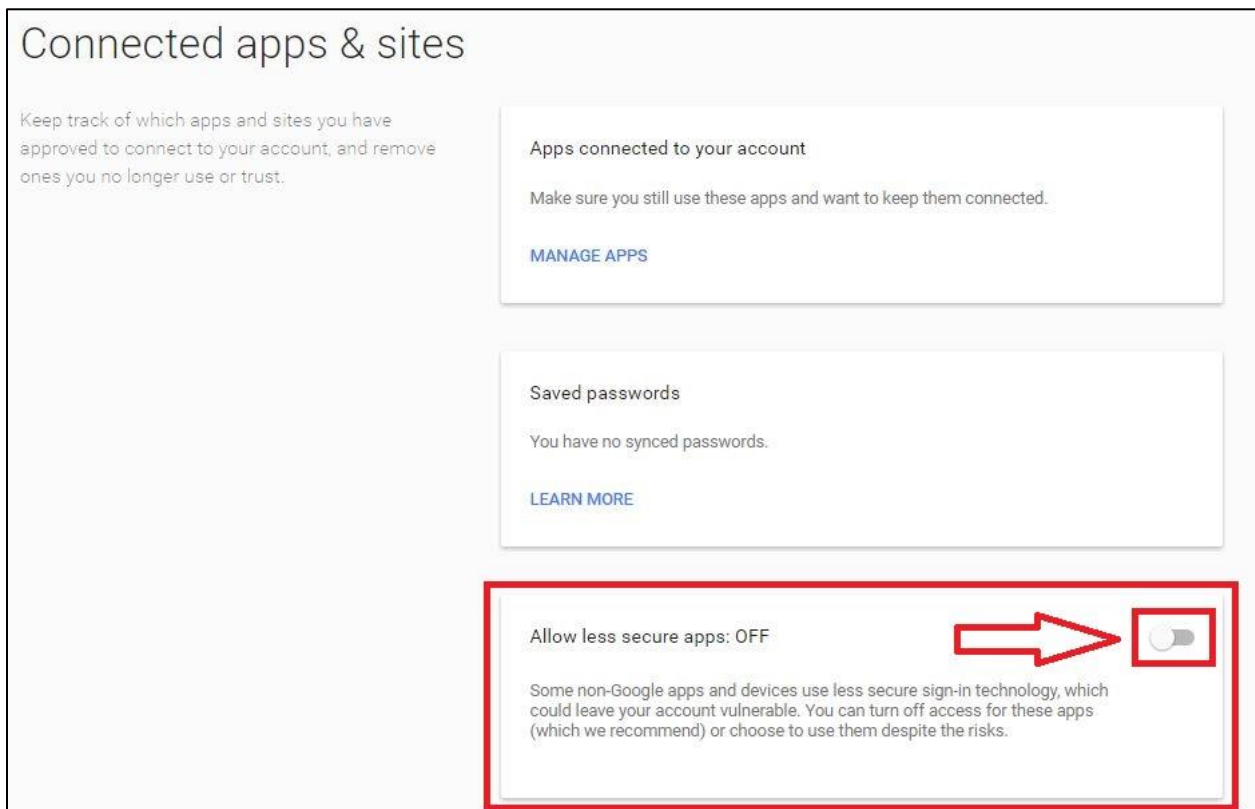 Connected apps & sites
Keep track of which apps and sites you have
approved to connect to your account, and remove
ones you no longer use or trust.
Apps connected to your account
Make sure you still use these apps and want to keep them connected.
MANAGE APPS
Saved passwords
You have no synced passwords.
LEARN MORE
Allow less secure apps: OFF
Some non-Google apps and devices use less secure sign-in technology, which
could leave your account vulnerable. You can turn off access for these apps
(which we recommend) or choose to use them despite the risks.